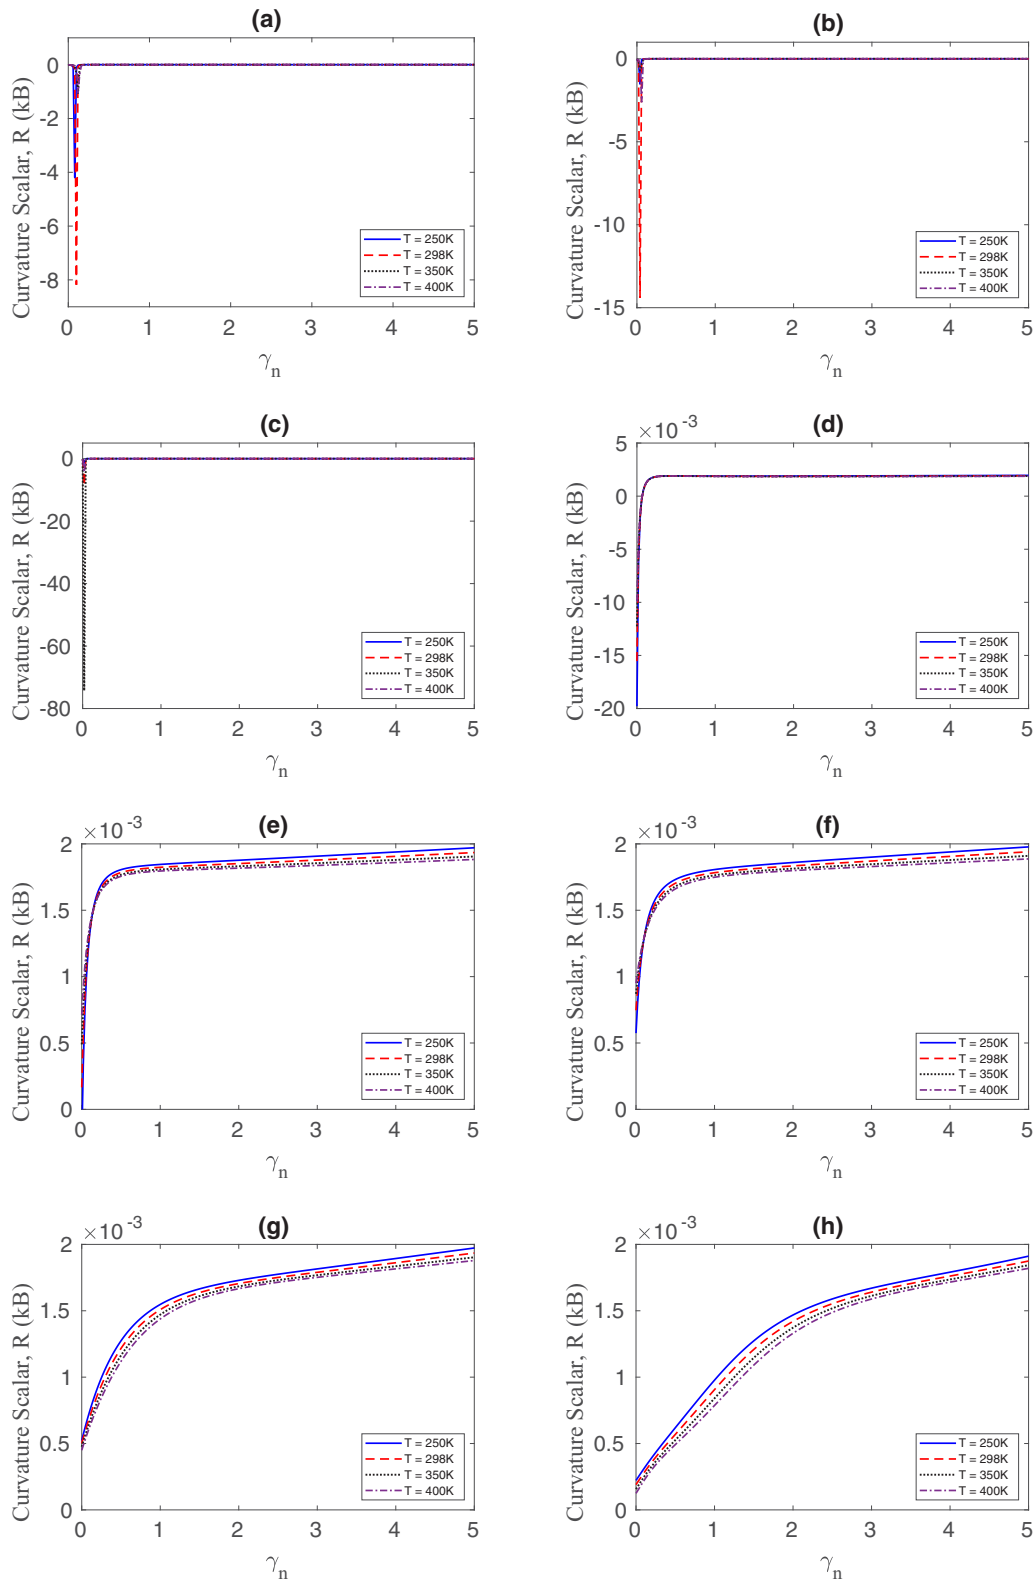 (a)
Curvature Scalar, R (kB)
0
-2
-4
-6
-8
0 1 2 3 4 5
γn
T = 250K
T = 298K
T = 350K
T = 400K
(b)
Curvature Scalar, R (kB)
0
-5
-10
-15
0 1 2 3 4 5
γn
T = 250K
T = 298K
T = 350K
T = 400K
(c)
Curvature Scalar, R (kB)
0
-20
-40
-60
-80
0 1 2 3 4 5
γn
T = 250K
T = 298K
T = 350K
T = 400K
(d)
×10 -3
Curvature Scalar, R (kB)
5
0
-5
-10
-15
-20
0 1 2 3 4 5
γn
T = 250K
T = 298K
T = 350K
T = 400K
(e)
×10 -3
Curvature Scalar, R (kB)
2
1.5
1
0.5
0
0 1 2 3 4 5
γn
T = 250K
T = 298K
T = 350K
T = 400K
(f)
×10 -3
Curvature Scalar, R (kB)
2
1.5
1
0.5
0
0 1 2 3 4 5
γn
T = 250K
T = 298K
T = 350K
T = 400K
(g)
×10 -3
Curvature Scalar, R (kB)
2
1.5
1
0.5
0
0 1 2 3 4 5
γn
T = 250K
T = 298K
T = 350K
T = 400K
(h)
×10 -3
Curvature Scalar, R (kB)
2
1.5
1
0.5
0
0 1 2 3 4 5
γn
T = 250K
T = 298K
T = 350K
T = 400K